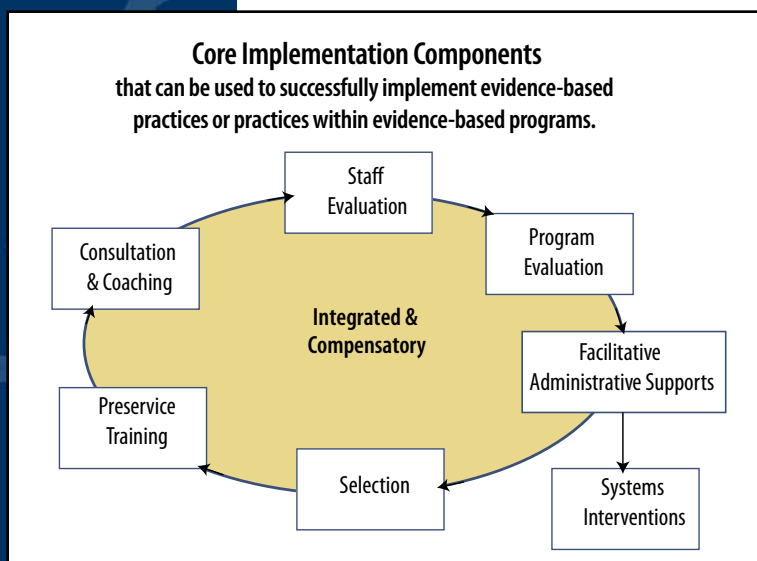 Core Implementation Components
that can be used to successfully implement evidence-based
practices or practices within evidence-based programs.
Staff
Evaluation
Consultation
& Coaching
Program
Evaluation
Integrated &
Compensatory
Facilitative
Administrative Supports
Preservice
Training
Selection
Systems
Interventions